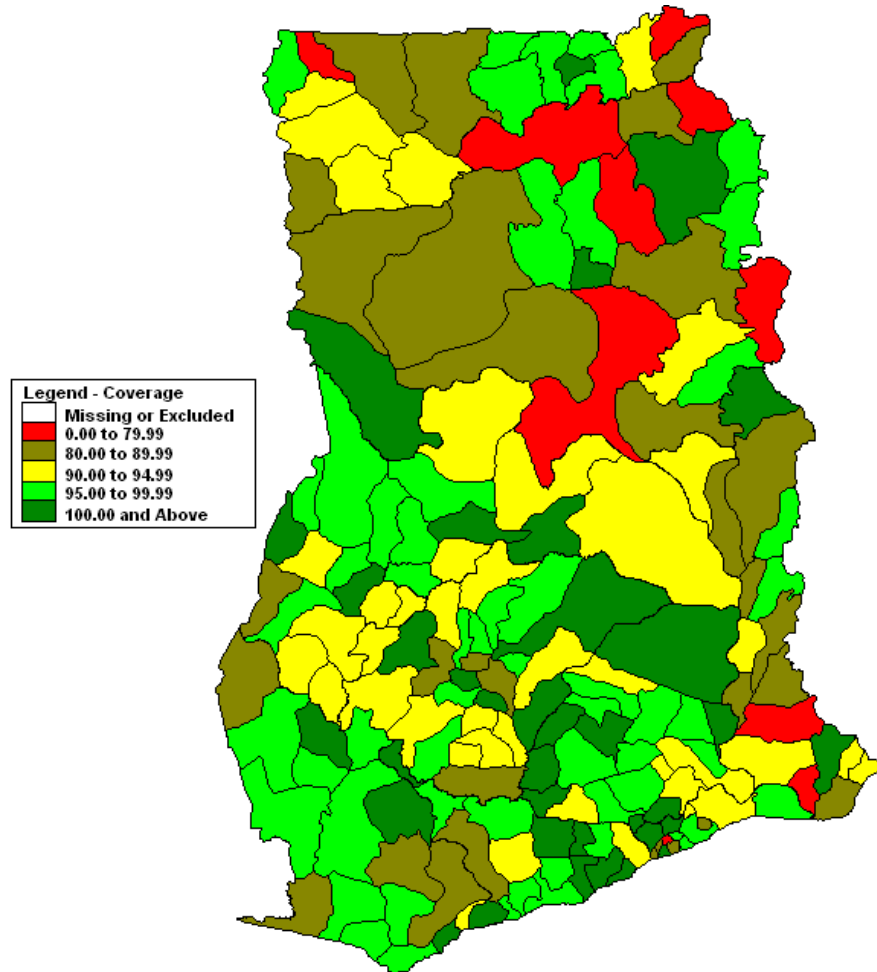 Legend - Coverage
Missing or Excluded
0.00 to 79.99
80.00 to 89.99
90.00 to 94.99
95.00 to 99.99
100.00 and Above